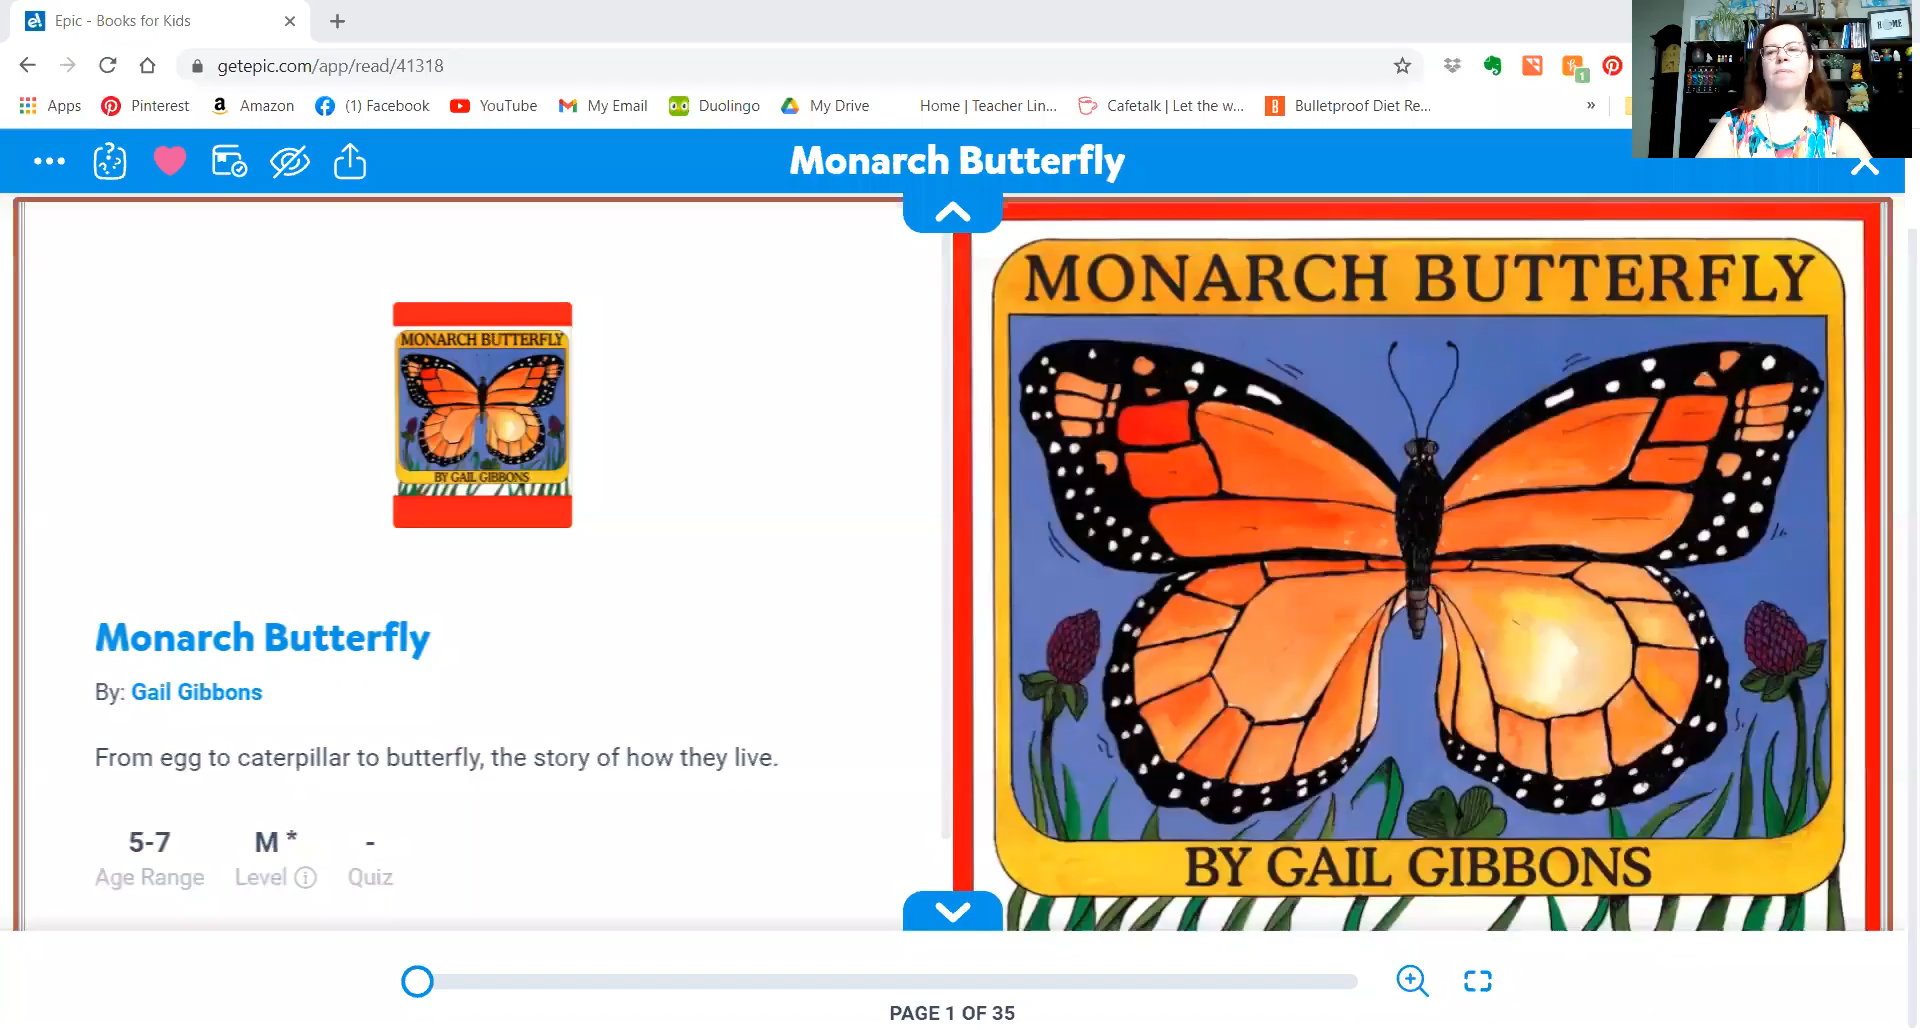 Epic - Books for Kids
getepic.com/app/read/41318
1
Apps Pinterest a Amazon (1) Facebook YouTube My Email Duolingo My Drive Home | Teacher Lin... Cafetalk | Let the w... B Bulletproof Diet Re... »
HOME
Monarch Butterfly
MONARCH BUTTERFLY
BY GAIL GIBBONS
Monarch Butterfly
By: Gail Gibbons
From egg to caterpillar to butterfly, the story of how they live.
5-7 M * -
Age Range Level Quiz
MONARCH BUTTERFLY
BY GAIL GIBBONS
PAGE 1 OF 35